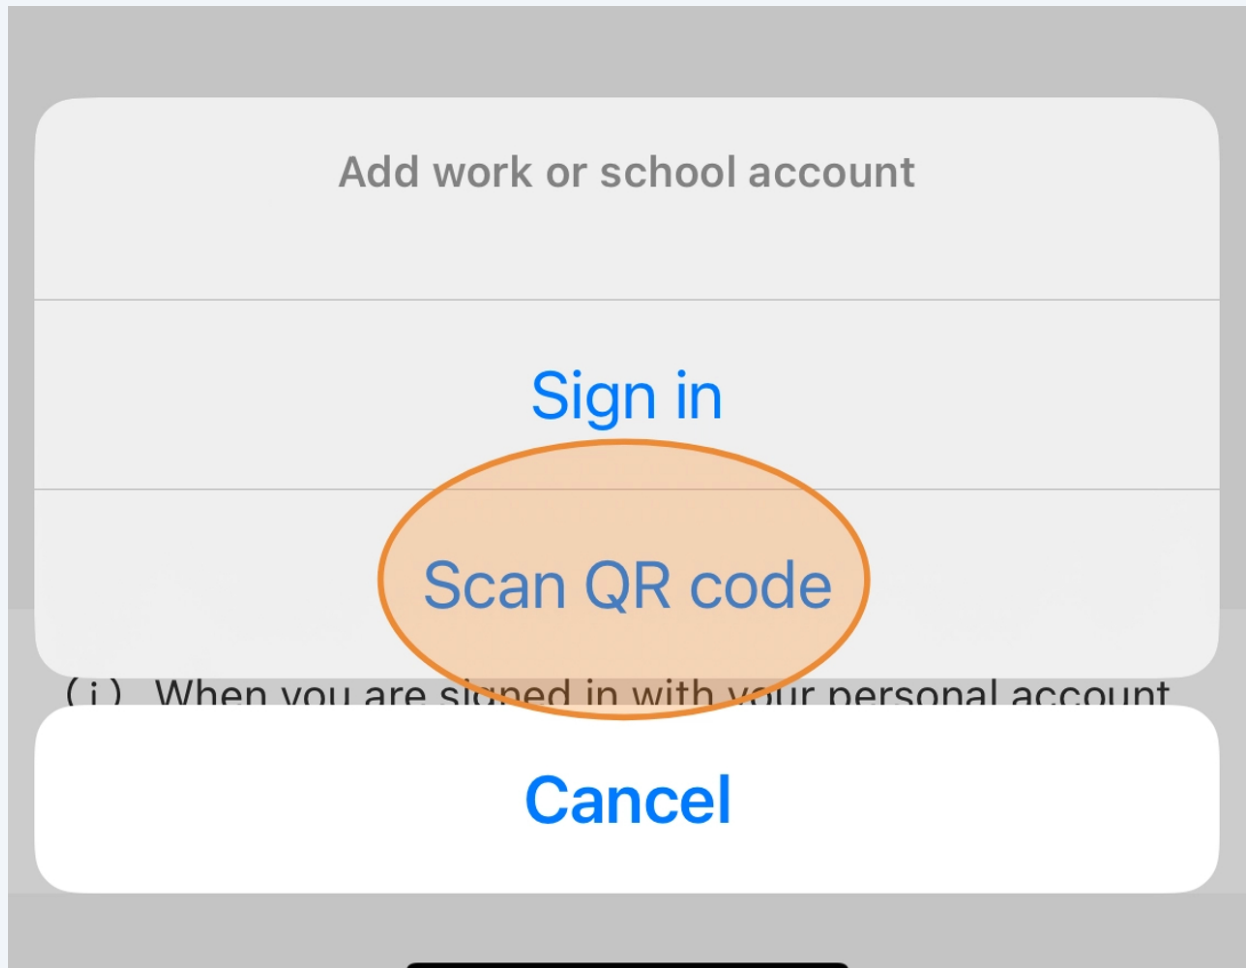 Add work or school account
Sign in
Scan QR code
(i) When you are signed in with your personal account
Cancel